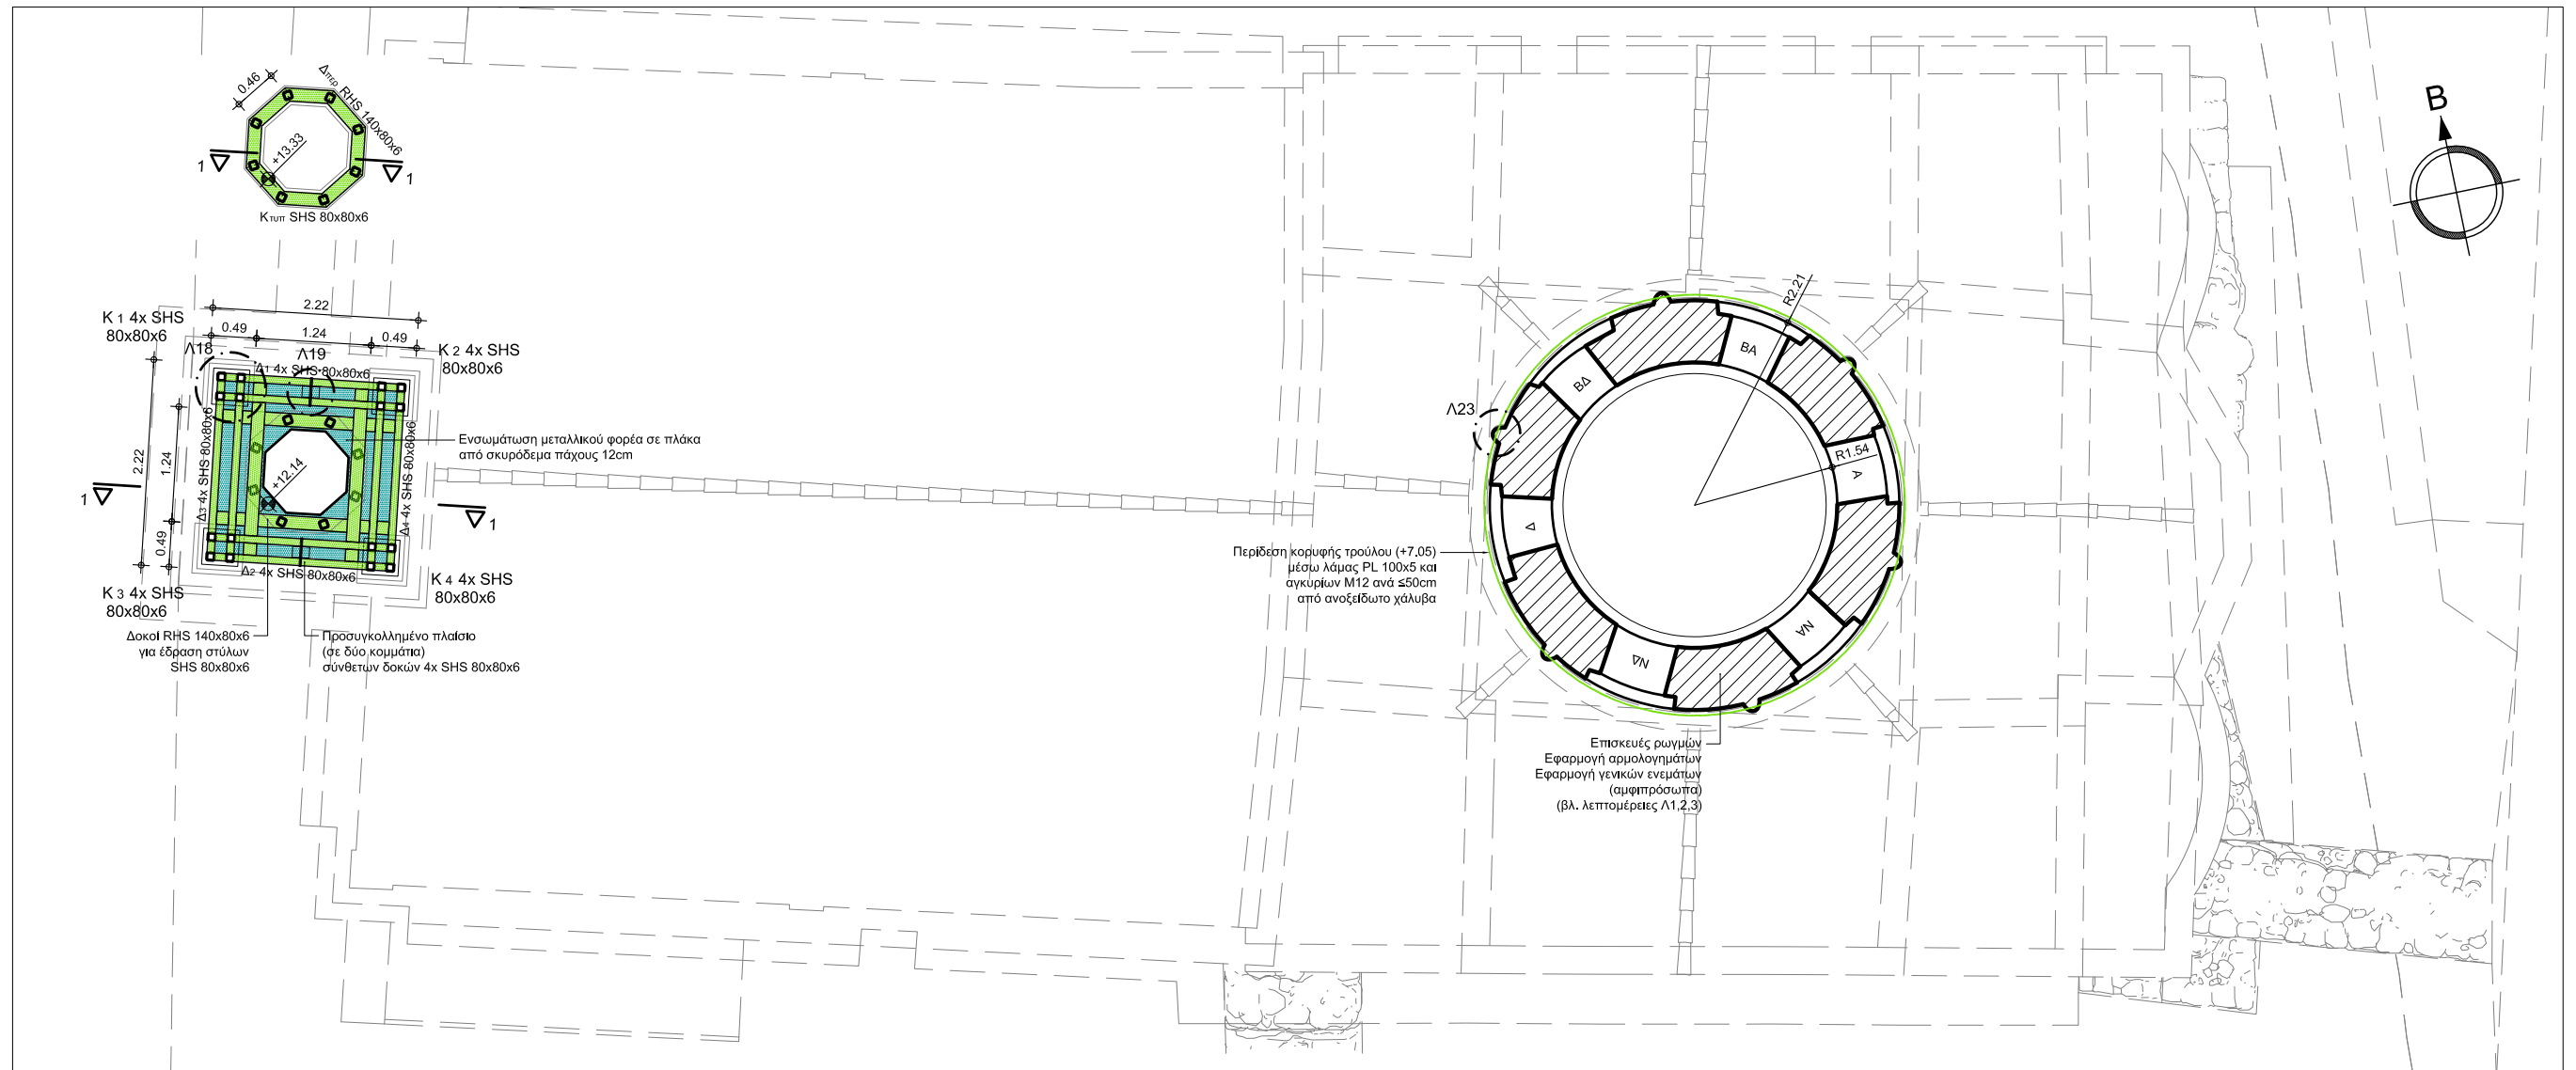 0.46
Δπερ RHS 140x80x6
+13.33
1
1
Κτυπ SHS 80x80x6
2.22
0.49
1.24
0.49
Κ 1 4x SHS
80x80x6
Κ 2 4x SHS
80x80x6
Λ18
Λ19
Δ1 4x SHS 80x80x6
Δ3 4x SHS 80x80x6
Δ4 4x SHS 80x80x6
2.22
1.24
0.49
+12.14
1
1
Ενσωμάτωση μεταλλικού φορέα σε πλάκα
από σκυρόδεμα πάχους 12cm
Δ2 4x SHS 80x80x6
Κ 3 4x SHS
80x80x6
Κ 4 4x SHS
80x80x6
Δοκοί RHS 140x80x6
για έδραση στύλων
SHS 80x80x6
Προσυγκολλημένο πλαίσιο
(σε δύο κομμάτια)
σύνθετων δοκών 4x SHS 80x80x6
R2.21
R1.54
ΒΑ
ΒΔ
Α
Δ
ΝΑ
ΝΔ
Λ23
Περίδεση κορυφής τρούλου (+7.05)
μέσω λάμας PL 100x5 και
αγκυρίων Μ12 ανά ≤50cm
από ανοξείδωτο χάλυβα
Επισκευές ρωγμών
Εφαρμογή αρμολογημάτων
Εφαρμογή γενικών ενεμάτων
(αμφιπρόσωπα)
(βλ. λεπτομέρειες Λ1,2,3)
Β